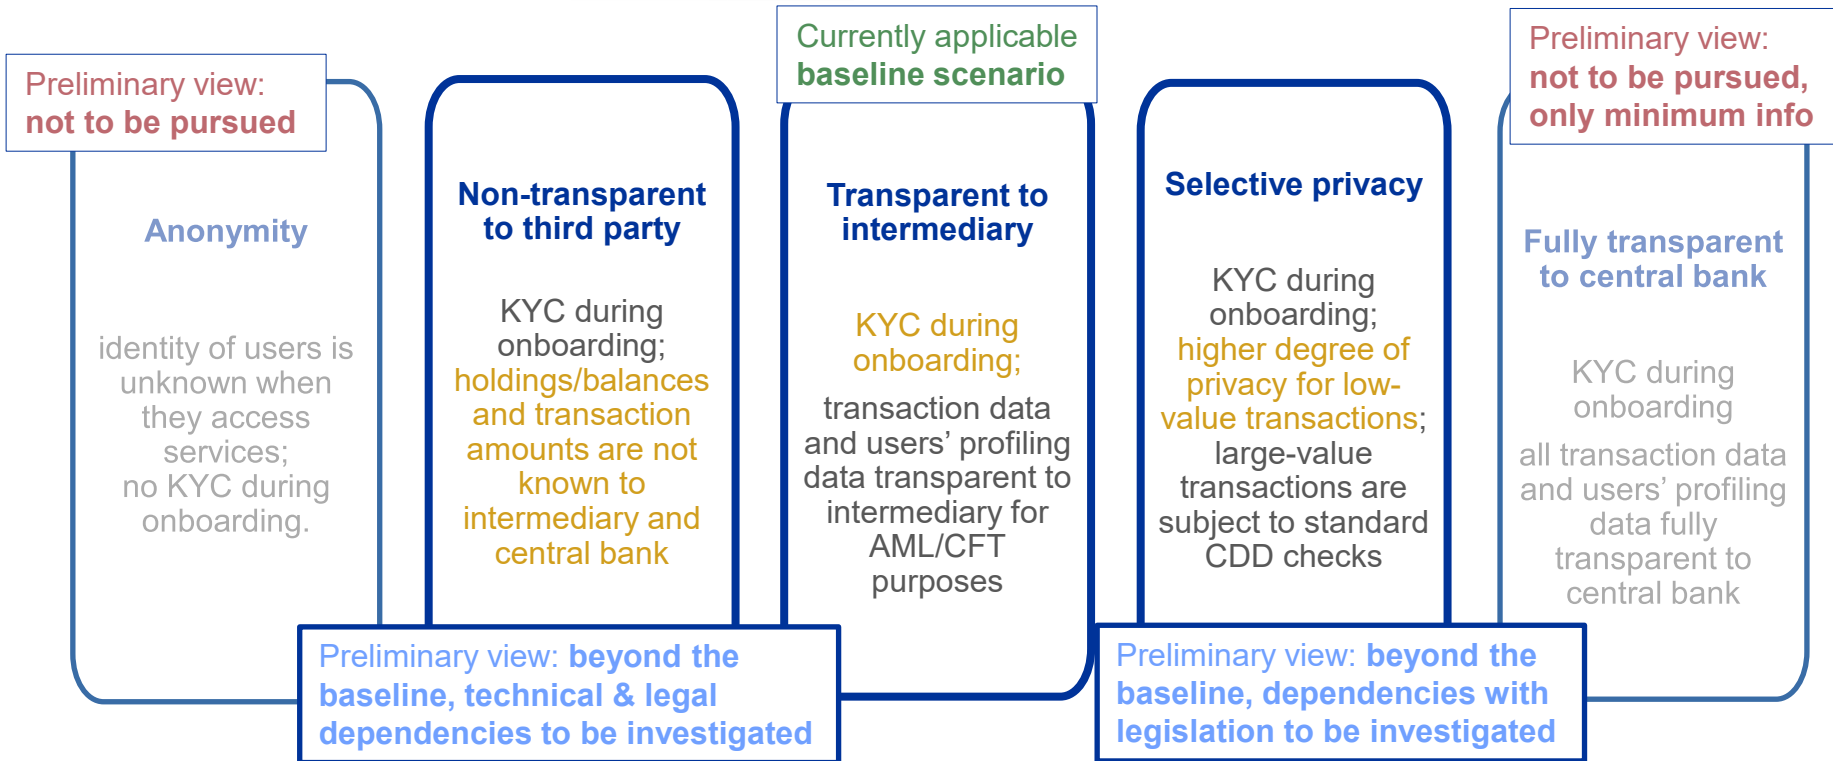 Preliminary view:
not to be pursued
Anonymity
identity of users is
unknown when
they access
services;
no KYC during
onboarding.
Non-transparent
to third party
KYC during
onboarding;
holdings/balances
and transaction
amounts are not
known to
intermediary and
central bank
Preliminary view: beyond the
baseline, technical & legal
dependencies to be investigated
Currently applicable
baseline scenario
Transparent to
intermediary
KYC during
onboarding;
transaction data
and users’ profiling
data transparent to
intermediary for
AML/CFT
purposes
Selective privacy
KYC during
onboarding;
higher degree of
privacy for low-
value transactions;
large-value
transactions are
subject to standard
CDD checks
Preliminary view: beyond the
baseline, dependencies with
legislation to be investigated
Preliminary view:
not to be pursued,
only minimum info
Fully transparent
to central bank
KYC during
onboarding
all transaction data
and users’ profiling
data fully
transparent to
central bank